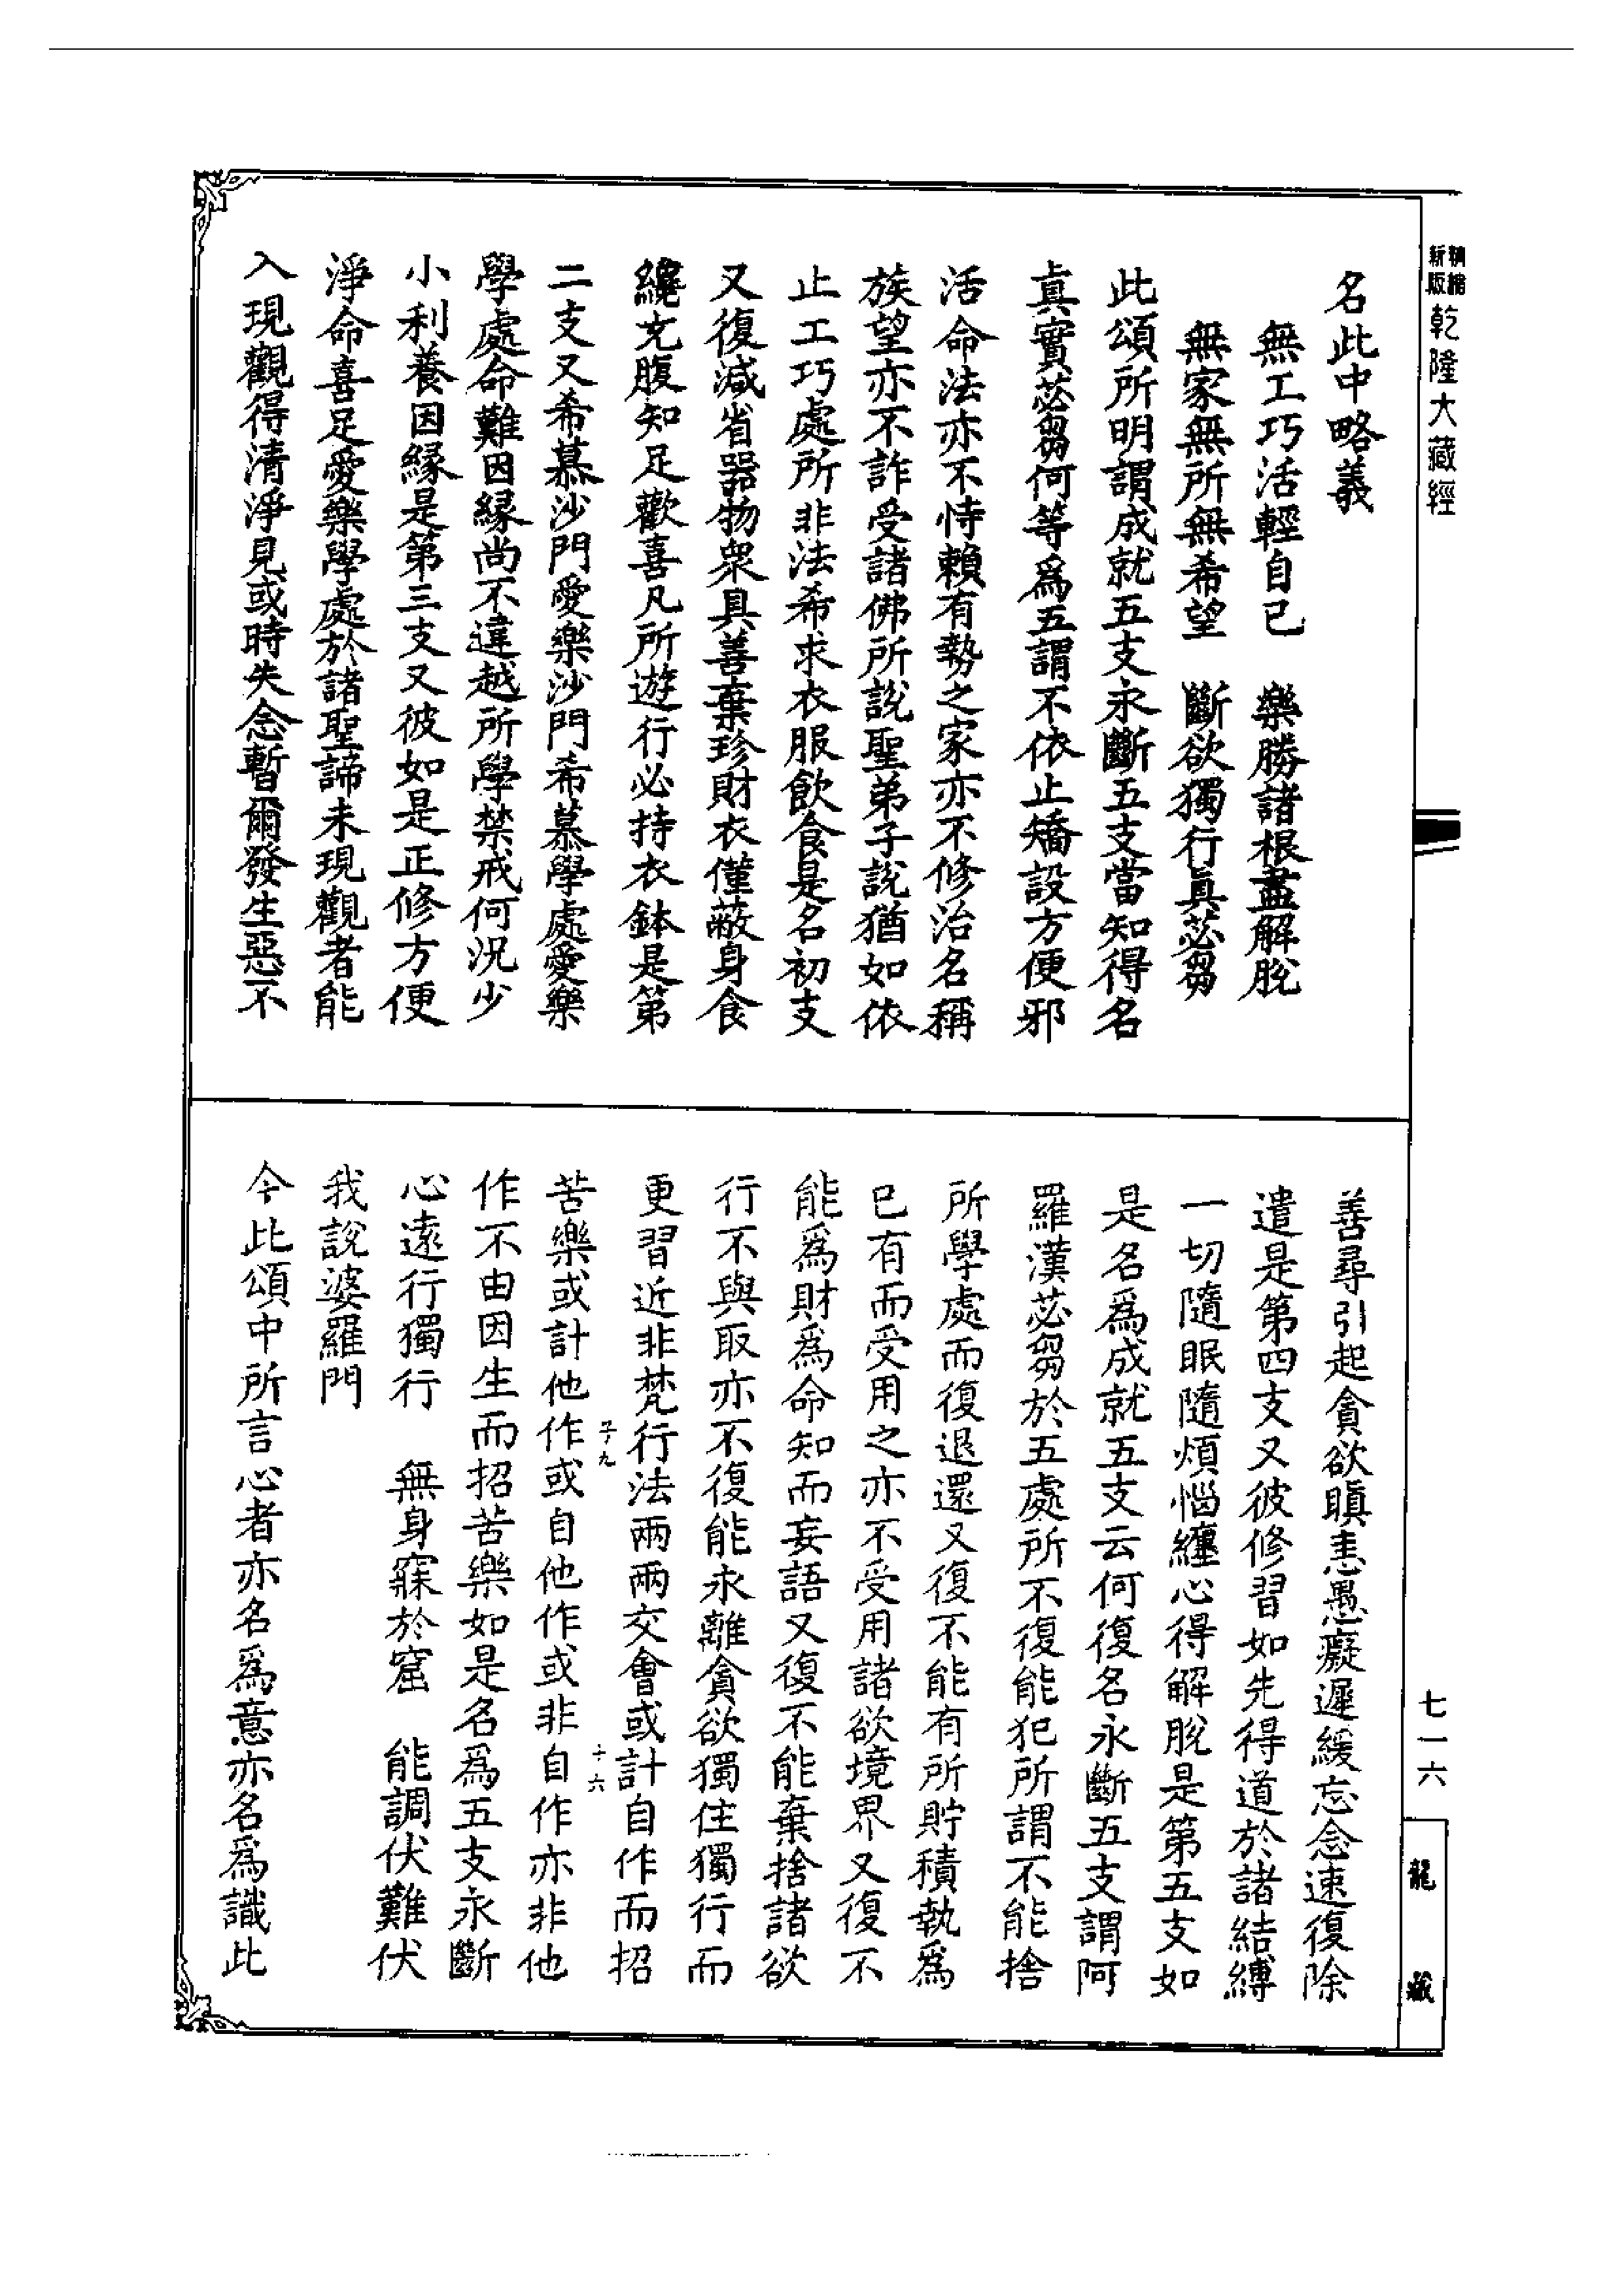 精縮
新版
乾隆大藏經
名此中略義
無工巧活輕自己　樂勝諸根盡解脫
無家無所無希望　斷欲獨行真苾芻
此頌所明謂成就五支永斷五支當知得名
真實苾芻何等爲五謂不依止矯設方便邪
活命法亦不恃賴有勢之家亦不修治名稱
族望亦不詐受諸佛所說聖弟子說猶如依
止工巧處所非法希求衣服飲食是名初支
又復減省器物衆具善棄珍財衣僅蔽身食
纔充腹知足歡喜凡所遊行必持衣鉢是第
二支又希慕沙門愛樂沙門希慕學處愛樂
學處命難因緣尚不違越所學禁戒何況少
小利養因緣是第三支又彼如是正修方便
淨命喜足愛樂學處於諸聖諦未現觀者能
入現觀得清淨見或時失念暫爾發生惡不
善尋引起貪欲瞋恚愚癡遲緩忘念速復除
遣是第四支又彼修習如先得道於諸結縛
一切隨眠隨煩惱纏心得解脫是第五支如
是名爲成就五支云何復名永斷五支謂阿
羅漢苾芻於五處所不復能犯所謂不能捨
所學處而復退還又復不能有所貯積執爲
已有而受用之亦不受用諸欲境界又復不
能爲財爲命知而妄語又復不能棄捨諸欲
行不與取亦不復能永離貪欲獨住獨行而
更習近非梵行法兩兩交會或計自作而招
苦樂或計他作或自他作或非自作亦非他
作不由因生而招苦樂如是名爲五支永斷
心遠行獨行　無身寐於窟　能調伏難伏
我說婆羅門
今此頌中所言心者亦名爲意亦名爲識此
子九
十六
七一六
龍藏